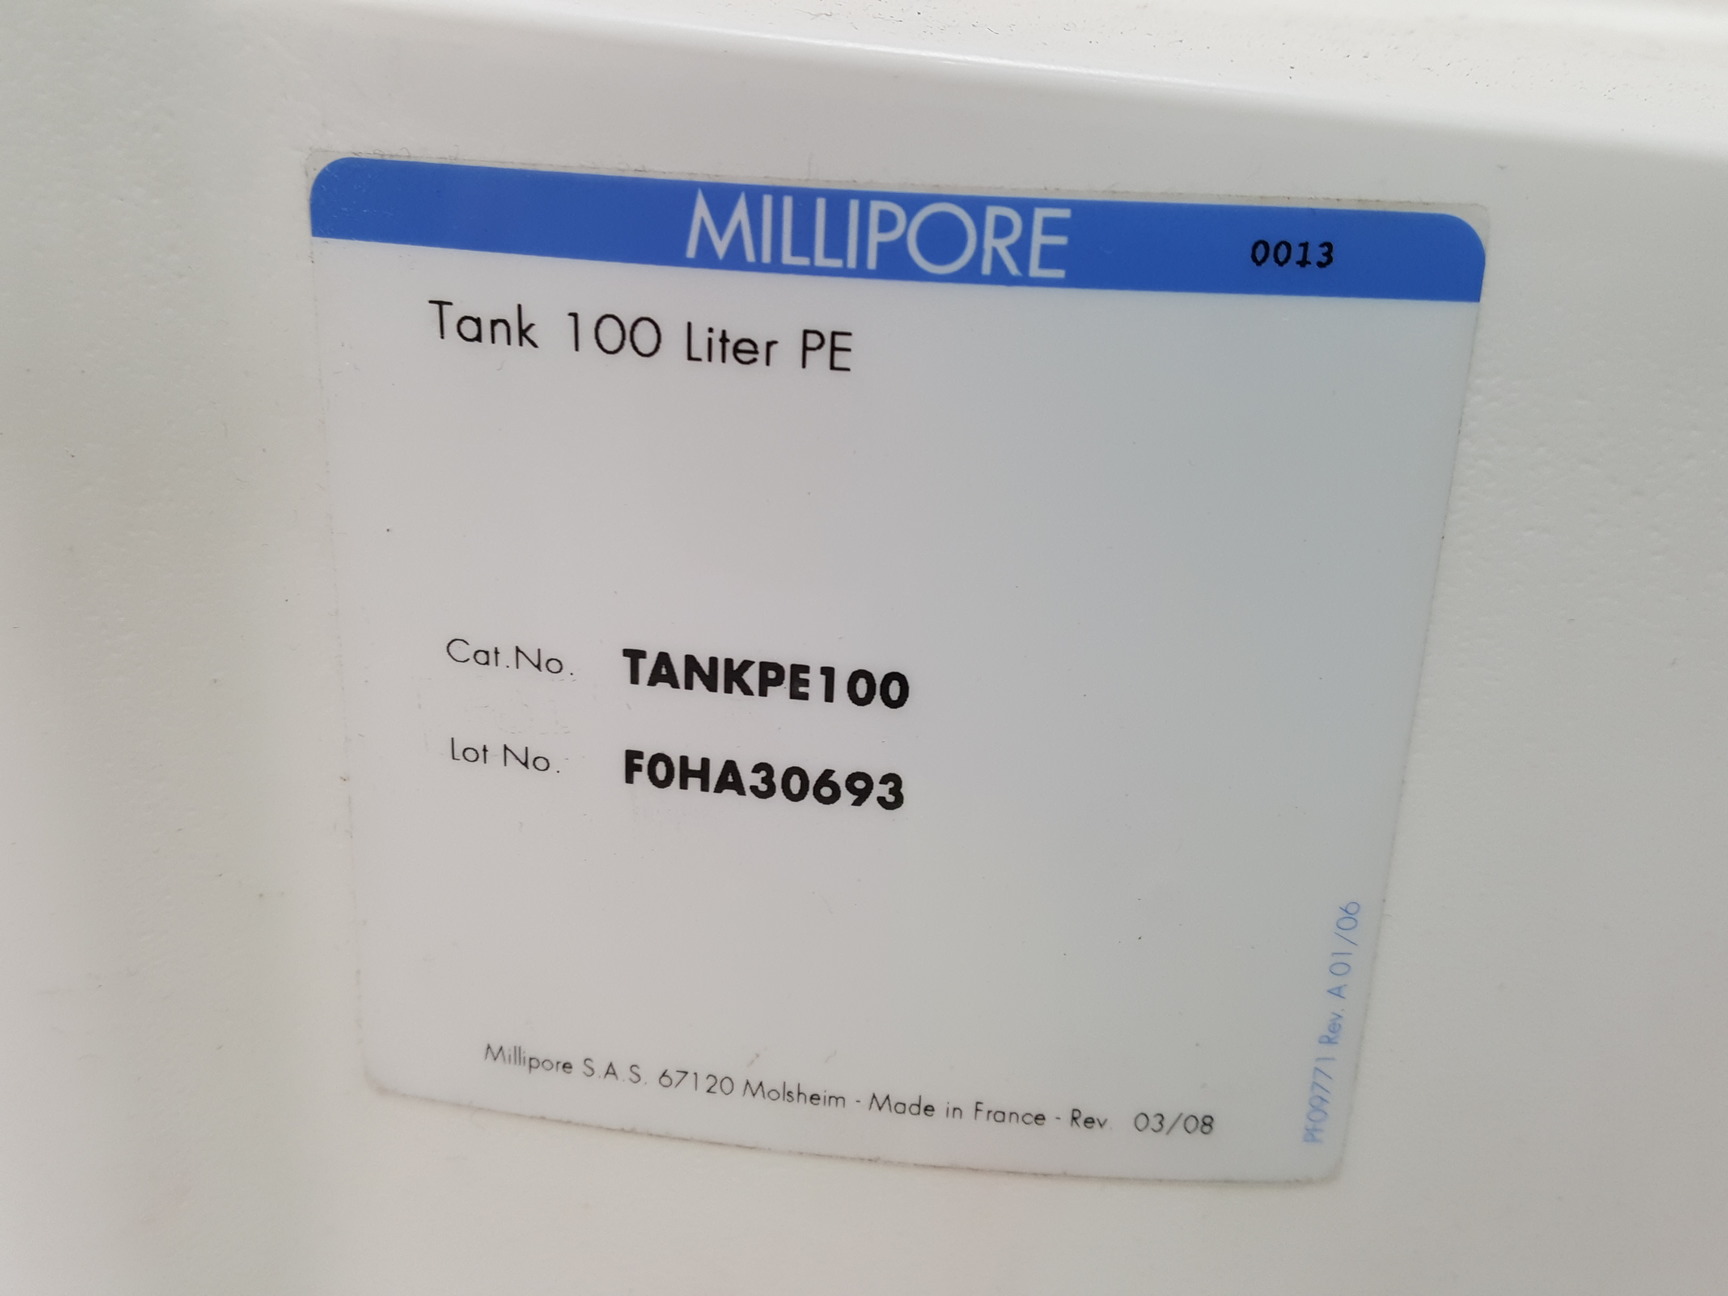 MILLIPORE 0013
Tank 100 Liter PE
Cat.No. TANKPE100
Lot No. F0HA30693
Millipore S.A.S. 67120 Molsheim - Made in France - Rev. 03/08
PF09771 Rev. A 01/06